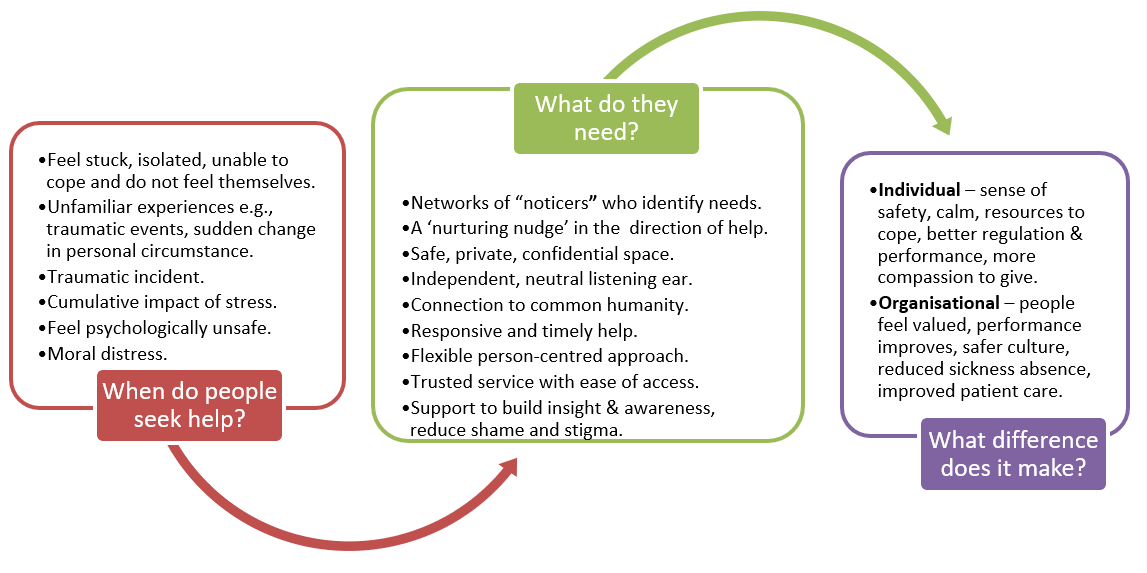 •Feel stuck, isolated, unable to
cope and do not feel themselves.
•Unfamiliar experiences e.g.,
traumatic events, sudden change
in personal circumstance.
•Traumatic incident.
•Cumulative impact of stress.
•Feel psychologically unsafe.
•Moral distress.
When do people
seek help?
What do they
need?
•Networks of “noticers” who identify needs.
•A ‘nurturing nudge’ in the direction of help.
•Safe, private, confidential space.
•Independent, neutral listening ear.
•Connection to common humanity.
•Responsive and timely help.
•Flexible person-centred approach.
•Trusted service with ease of access.
•Support to build insight & awareness,
reduce shame and stigma.
•Individual – sense of
safety, calm, resources to
cope, better regulation &
performance, more
compassion to give.
•Organisational – people
feel valued, performance
improves, safer culture,
reduced sickness absence,
improved patient care.
What difference
does it make?